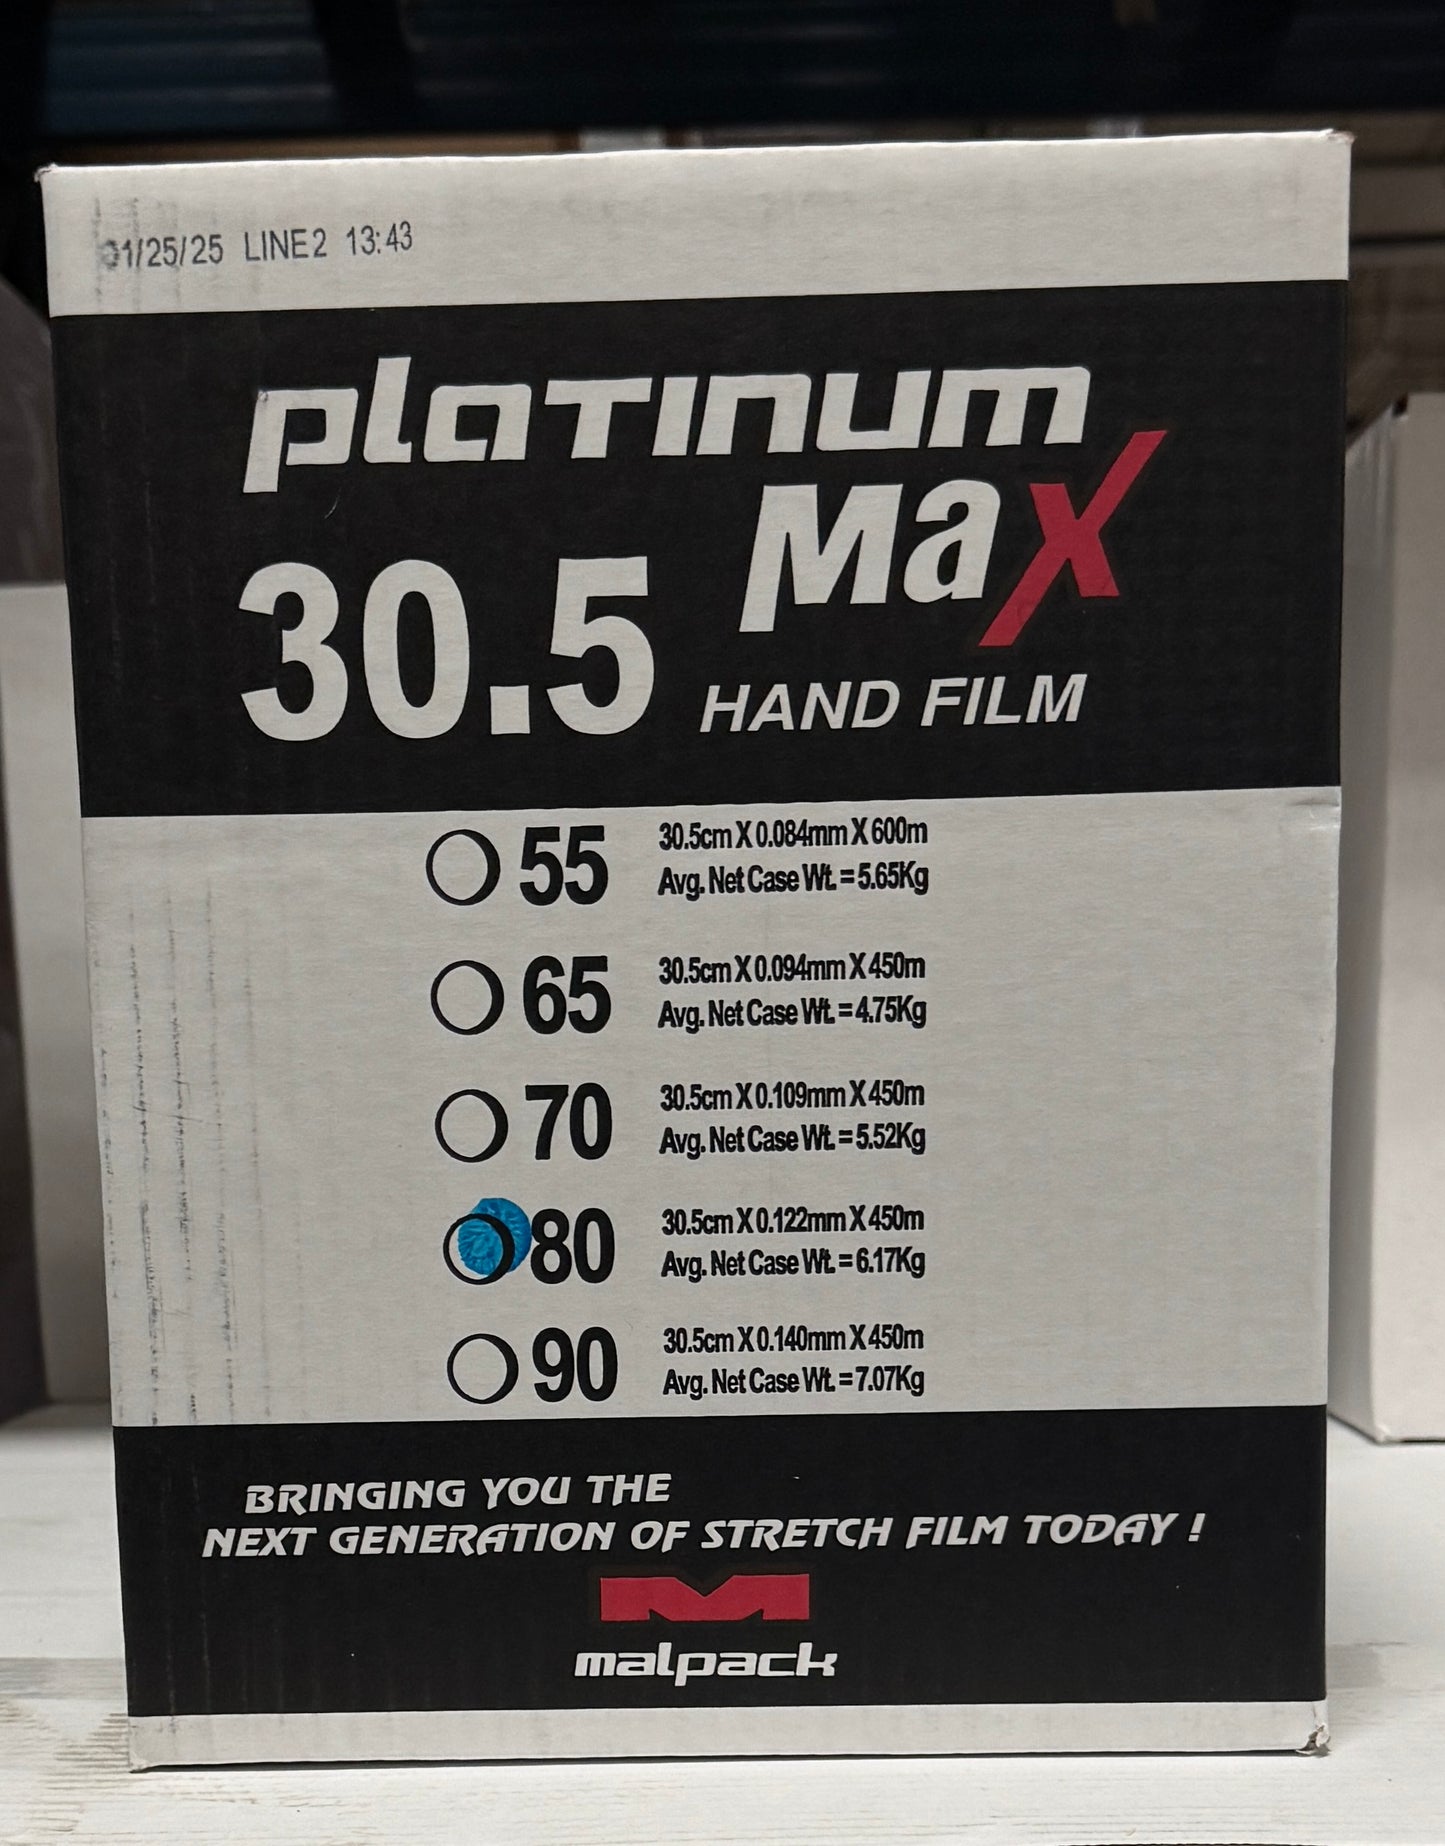 01/25/25 LINE2 13:43
PLATINUM
MAX
30.5 HAND FILM
55 30.5cm X 0.084mm X 600m
Avg. Net Case Wt. = 5.65Kg
65 30.5cm X 0.094mm X 450m
Avg. Net Case Wt. = 4.75Kg
70 30.5cm X 0.109mm X 450m
Avg. Net Case Wt. = 5.52Kg
80 30.5cm X 0.122mm X 450m
Avg. Net Case Wt. = 6.17Kg
90 30.5cm X 0.140mm X 450m
Avg. Net Case Wt. = 7.07Kg
BRINGING YOU THE
NEXT GENERATION OF STRETCH FILM TODAY !
malpack